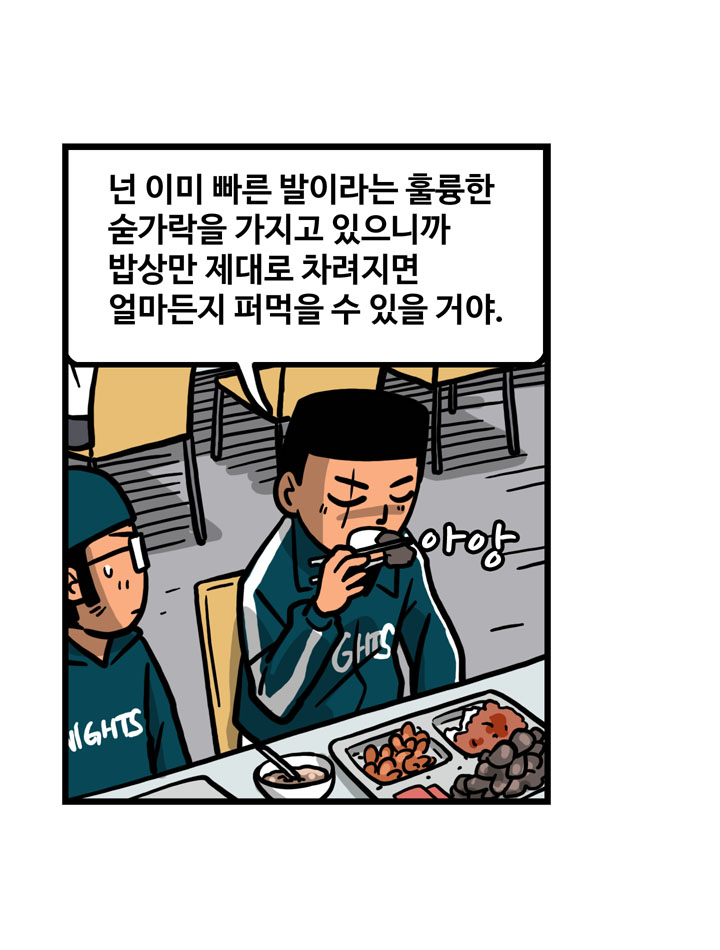 넌 이미 빠른 발이라는 훌륭한
숟가락을 가지고 있으니까
밥상만 제대로 차려지면
얼마든지 퍼먹을 수 있을 거야.
아앙
GHTS
NIGHTS